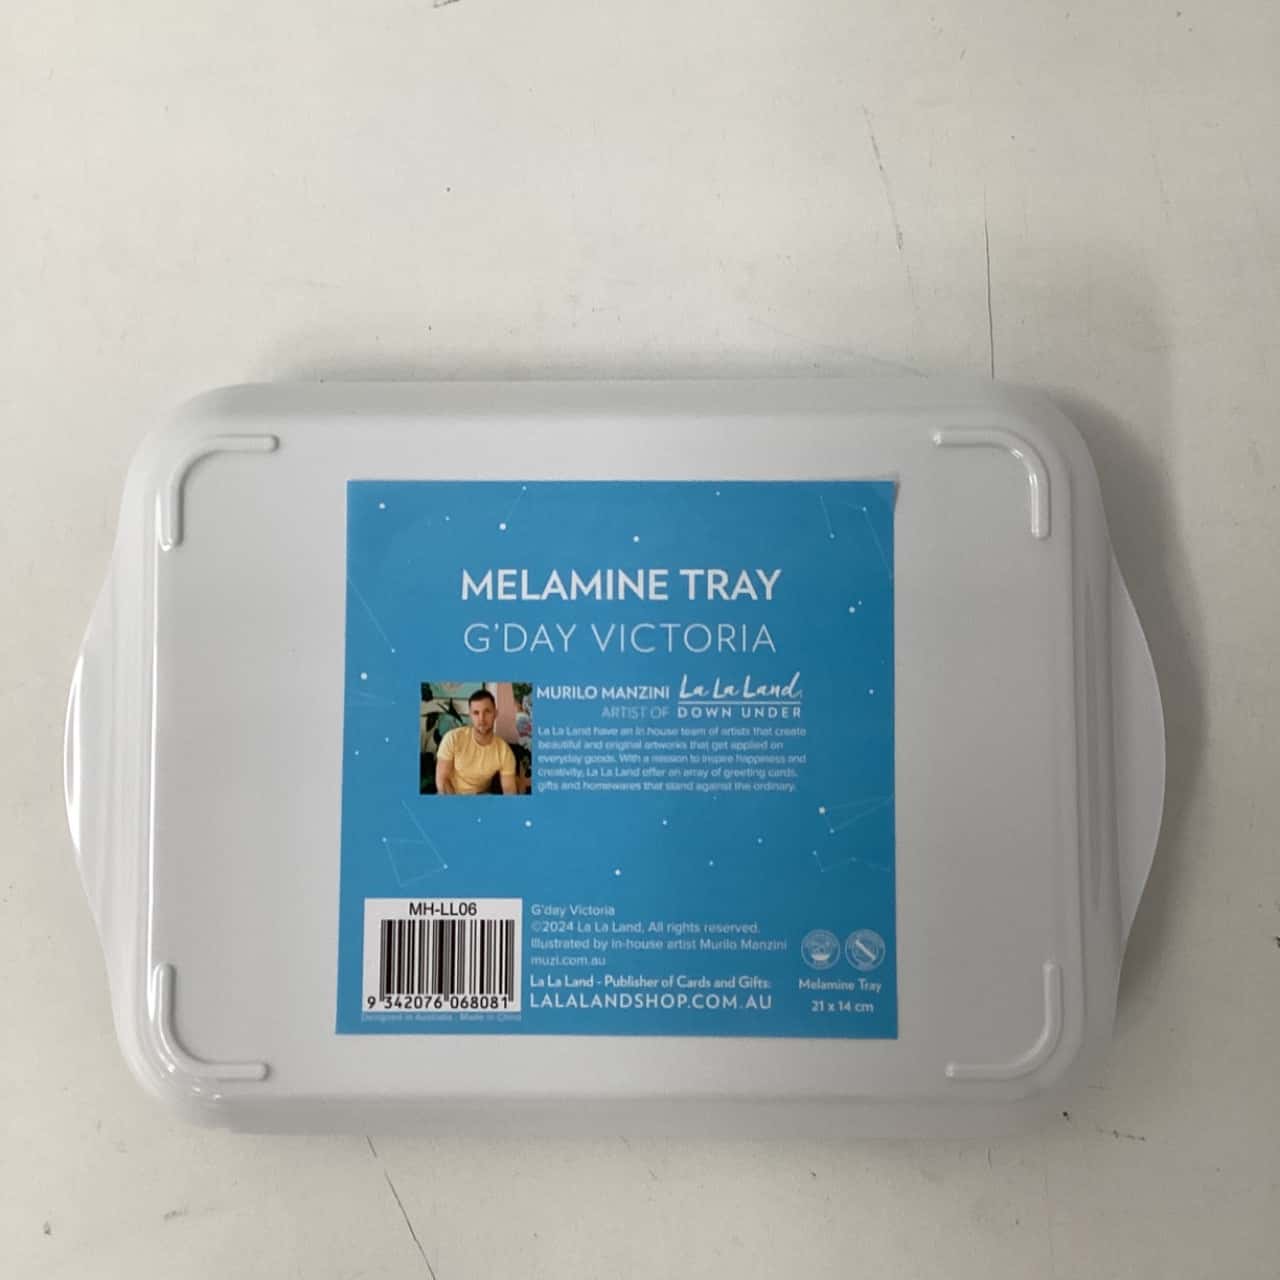 MELAMINE TRAY
G'DAY VICTORIA
MURILO MANZINI La La Land
ARTIST OF DOWN UNDER
La La Land have an in house team of artists that create
beautiful and original artworks that get applied on
everyday goods. With a mission to inspire happiness and
creativity, La La Land offer an array of greeting cards,
gifts and homewares that stand against the ordinary.
MH-LL06
9 342076 068081
Designed in Australia - Made in China
G'day Victoria
©2024 La La Land, All rights reserved.
Illustrated by in-house artist Murilo Manzini
muzi.com.au
La La Land - Publisher of Cards and Gifts:
LALALANDSHOP.COM.AU
Melamine Tray
21 x 14 cm